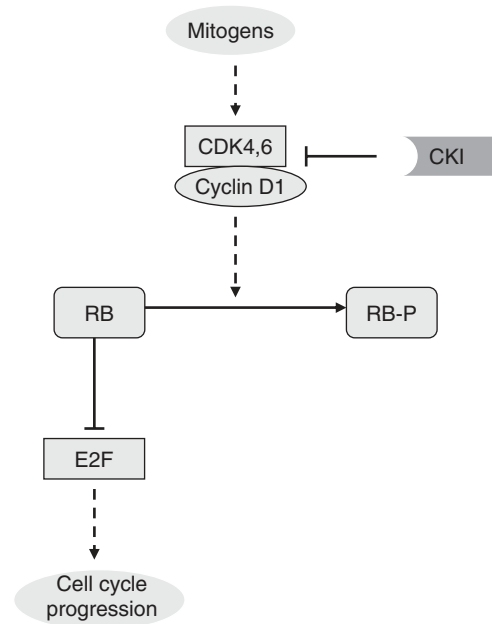 Mitogens
CDK4,6
CKI
Cyclin D1
RB
RB-P
E2F
Cell cycle
progression